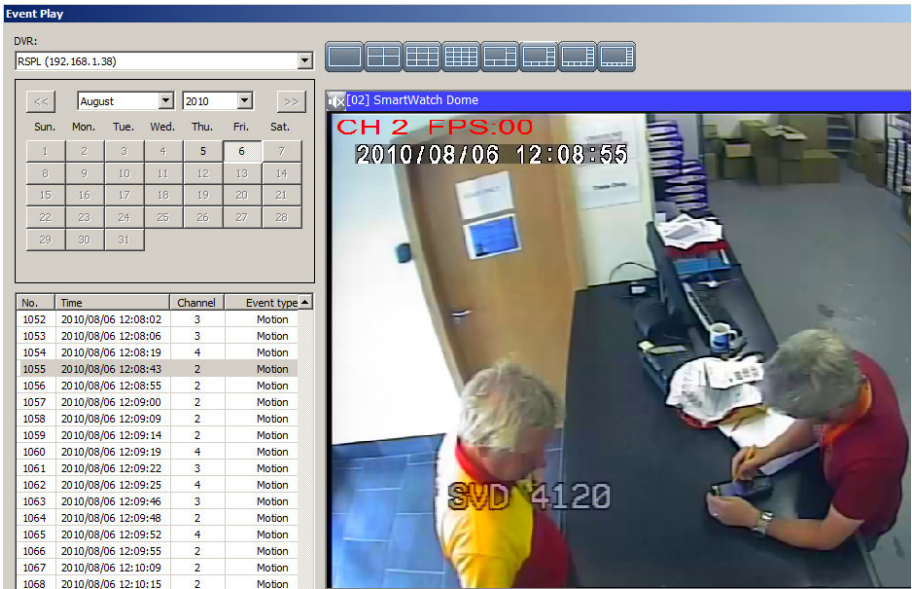 Event Play
DVR:
RSPL (192.168.1.38)
<< August 2010 >>
Sun. Mon. Tue. Wed. Thu. Fri. Sat.
1 2 3 4 5 6 7
8 9 10 11 12 13 14
15 16 17 18 19 20 21
22 23 24 25 26 27 28
29 30 31
No. Time Channel Event type
1052 2010/08/06 12:08:02 3 Motion
1053 2010/08/06 12:08:06 3 Motion
1054 2010/08/06 12:08:19 4 Motion
1055 2010/08/06 12:08:43 2 Motion
1056 2010/08/06 12:08:55 2 Motion
1057 2010/08/06 12:09:00 2 Motion
1058 2010/08/06 12:09:09 2 Motion
1059 2010/08/06 12:09:14 2 Motion
1060 2010/08/06 12:09:19 4 Motion
1061 2010/08/06 12:09:22 3 Motion
1062 2010/08/06 12:09:25 4 Motion
1063 2010/08/06 12:09:46 3 Motion
1064 2010/08/06 12:09:48 2 Motion
1065 2010/08/06 12:09:52 4 Motion
1066 2010/08/06 12:09:55 2 Motion
1067 2010/08/06 12:10:09 2 Motion
1068 2010/08/06 12:10:15 2 Motion
[02] SmartWatch Dome
CH 2 FPS:00
2010/08/06 12:08:55
SVD 4120